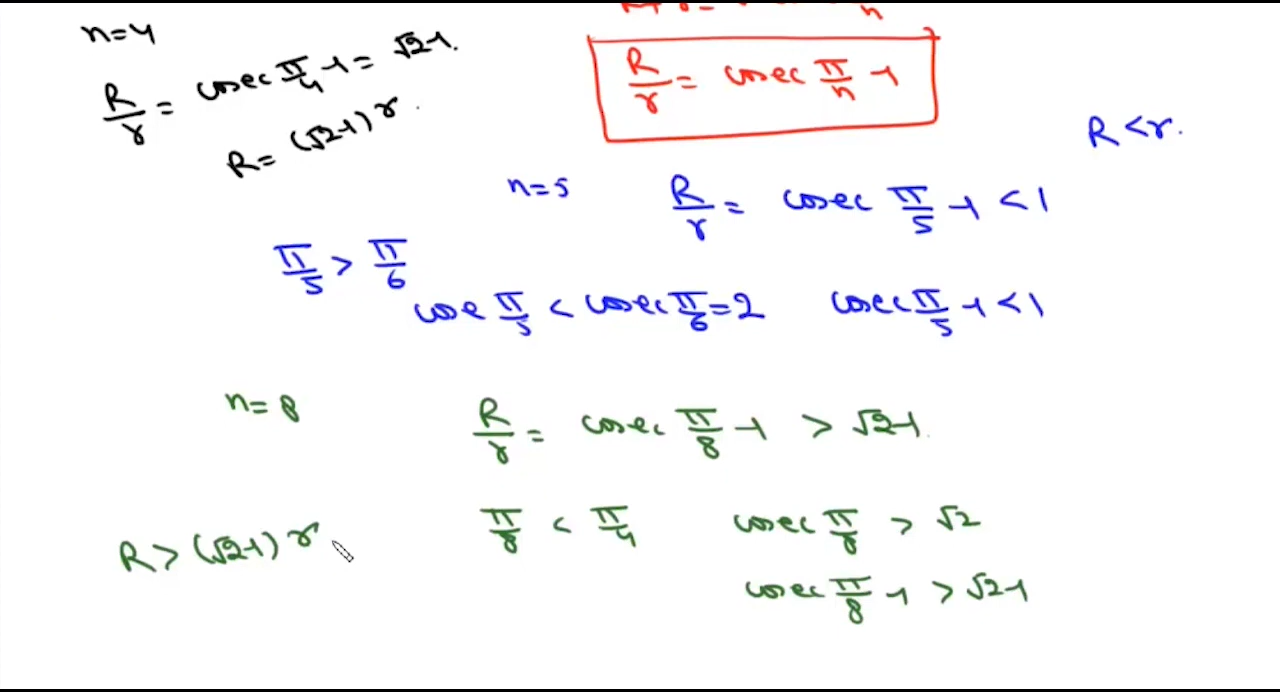 n=4
R/r = cosec π/4 -1 = √2-1.
R= (√2-1) r.
n
R/r = cosec π/n -1
R < r.
n=5 R/r = cosec π/5 -1 < 1
π/5 > π/6
cose π/5 < cosec π/6 = 2 cosec π/5 -1 < 1
n= 8 R/r = cosec π/8 -1 > √2-1.
π/8 < π/4 cosec π/8 > √2
R > (√2-1) r
cosec π/8 -1 > √2-1